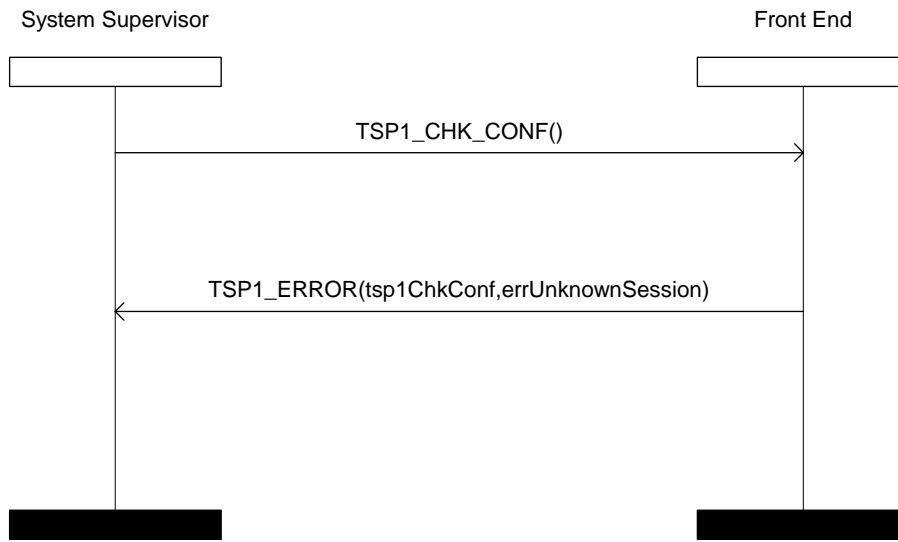 System Supervisor
Front End
TSP1_CHK_CONF()
TSP1_ERROR(tsp1ChkConf,errUnknownSession)